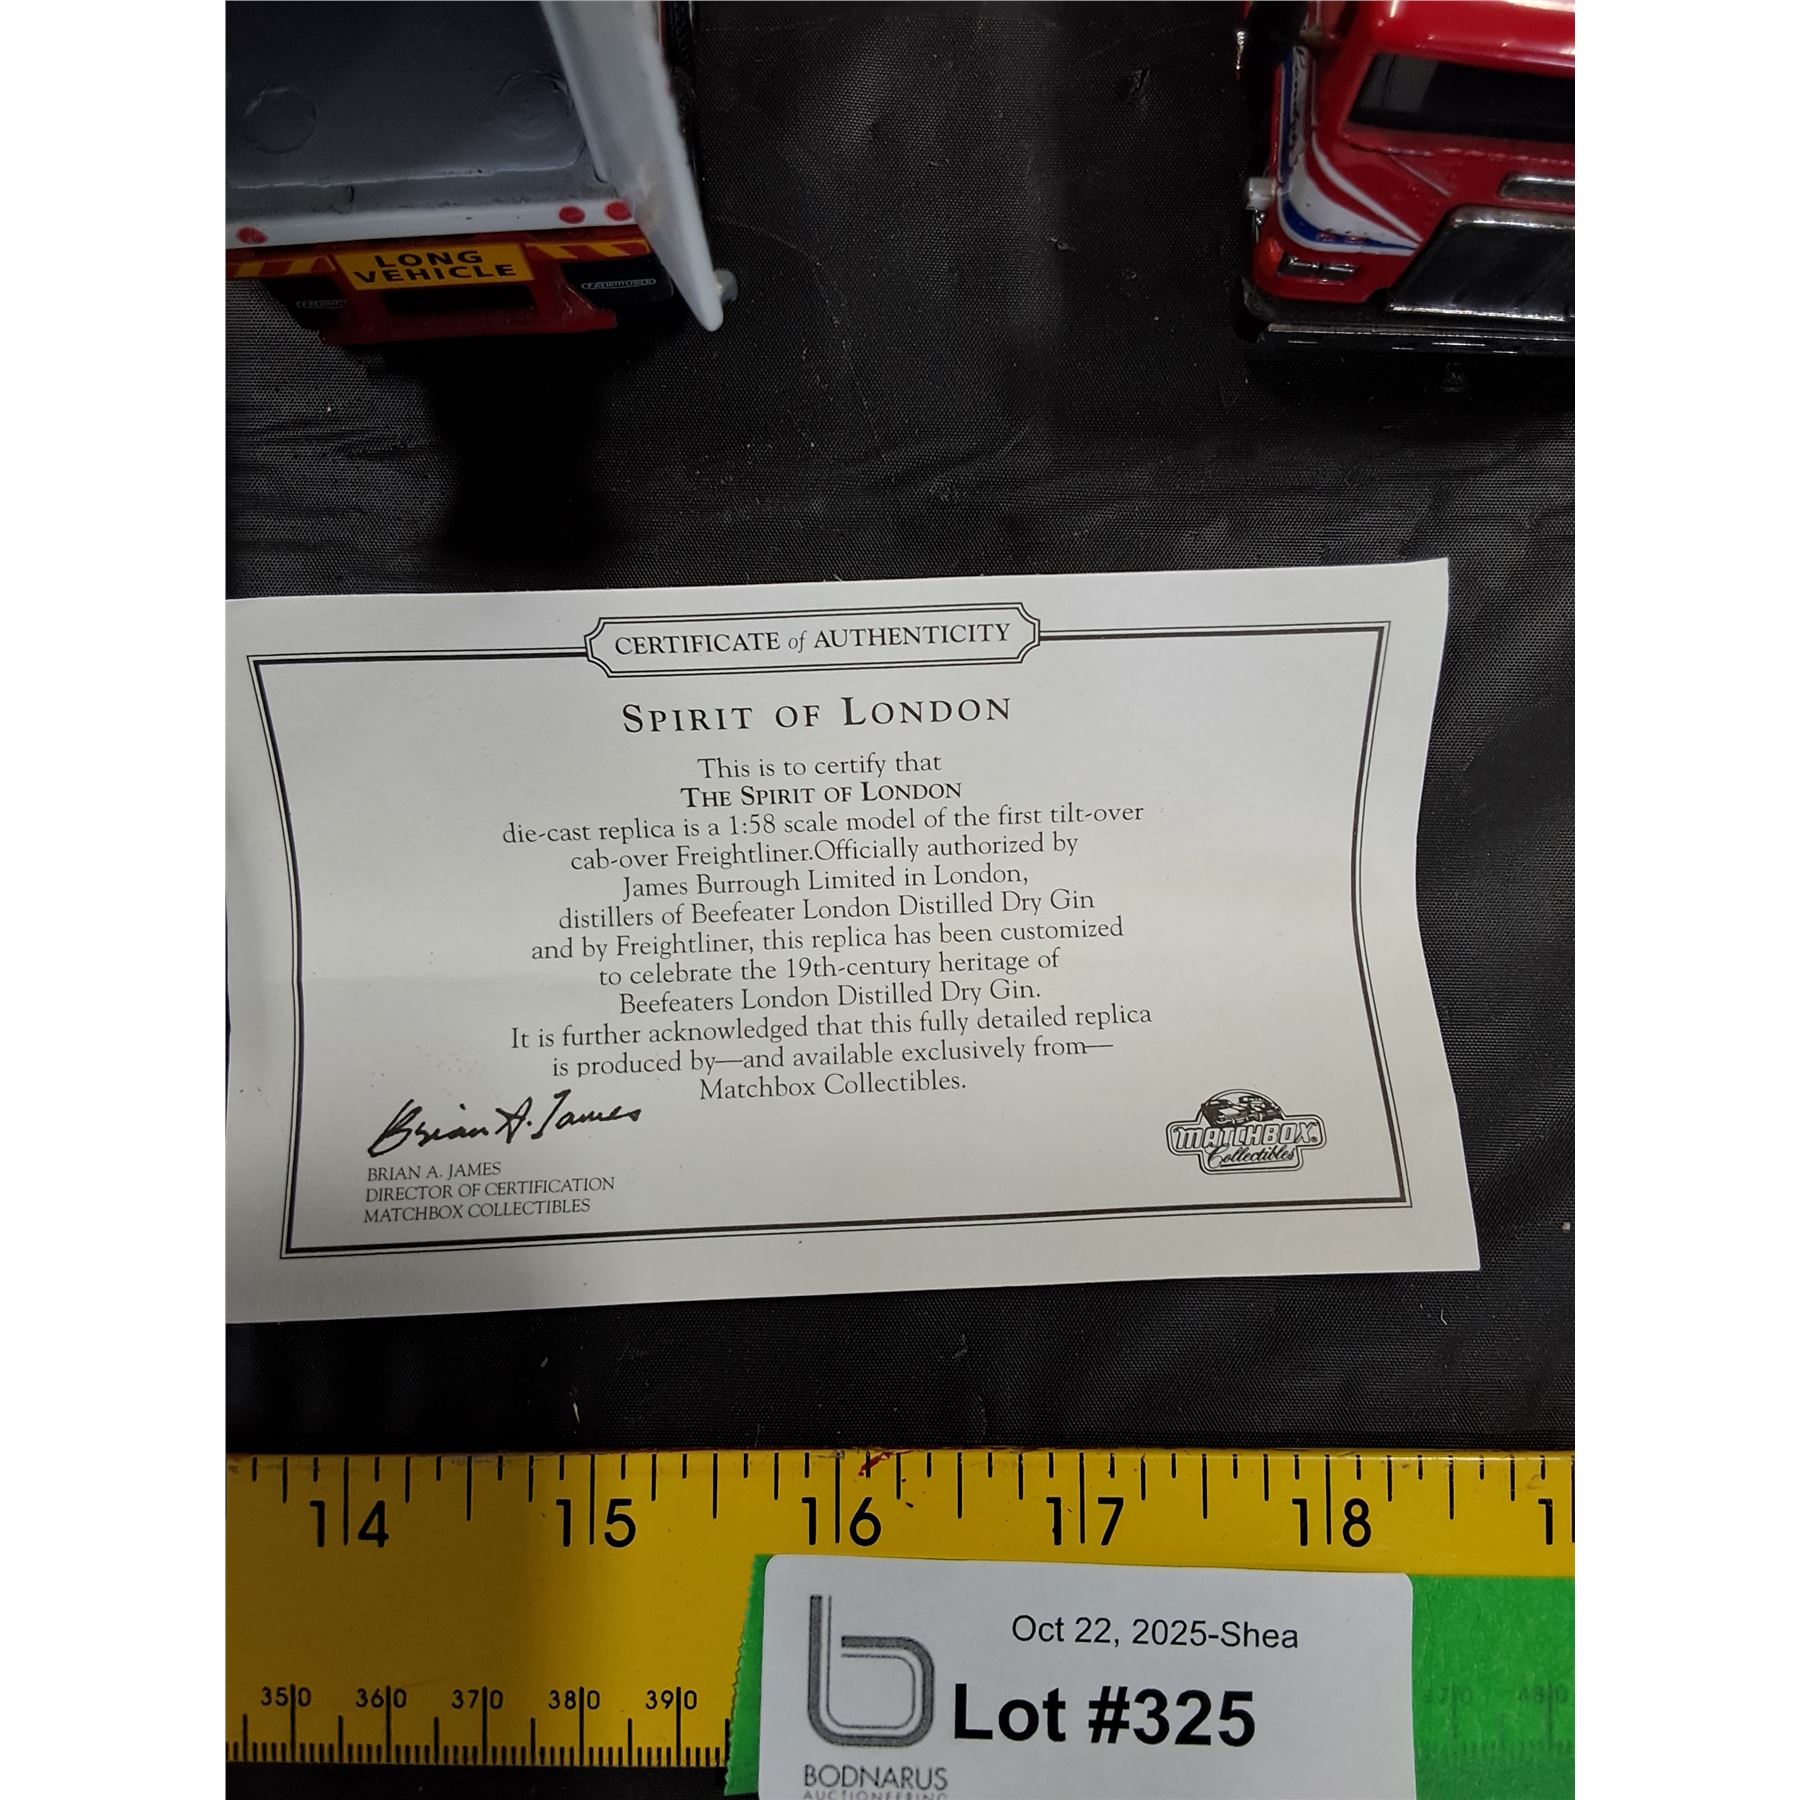 LONG
VEHICLE
FREIGHTLINER
CERTIFICATE of AUTHENTICITY
SPIRIT OF LONDON
This is to certify that
THE SPIRIT OF LONDON
die-cast replica is a 1:58 scale model of the first tilt-over
cab-over Freightliner.Officially authorized by
James Burrough Limited in London,
distillers of Beefeater London Distilled Dry Gin
and by Freightliner, this replica has been customized
to celebrate the 19th-century heritage of
Beefeaters London Distilled Dry Gin.
It is further acknowledged that this fully detailed replica
is produced by—and available exclusively from—
Matchbox Collectibles.
Brian A. James
BRIAN A. JAMES
DIRECTOR OF CERTIFICATION
MATCHBOX COLLECTIBLES
MATCHBOX
Collectibles
14 15 16 17 18 1
350 360 370 380 390
Oct 22, 2025-Shea
Lot #325
BODNARUS
AUCTIONEERING